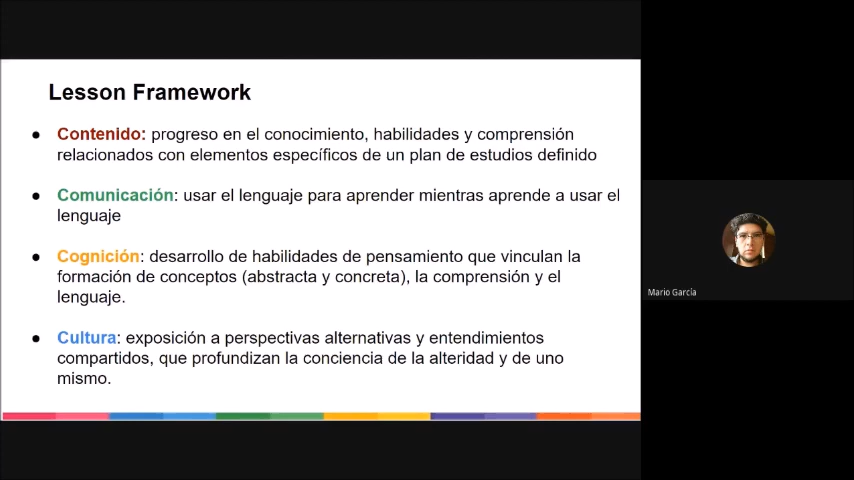 Lesson Framework
● Contenido: progreso en el conocimiento, habilidades y comprensión
relacionados con elementos específicos de un plan de estudios definido
● Comunicación: usar el lenguaje para aprender mientras aprende a usar el
lenguaje
● Cognición: desarrollo de habilidades de pensamiento que vinculan la
formación de conceptos (abstracta y concreta), la comprensión y el
lenguaje.
● Cultura: exposición a perspectivas alternativas y entendimientos
compartidos, que profundizan la conciencia de la alteridad y de uno
mismo.
Mario García